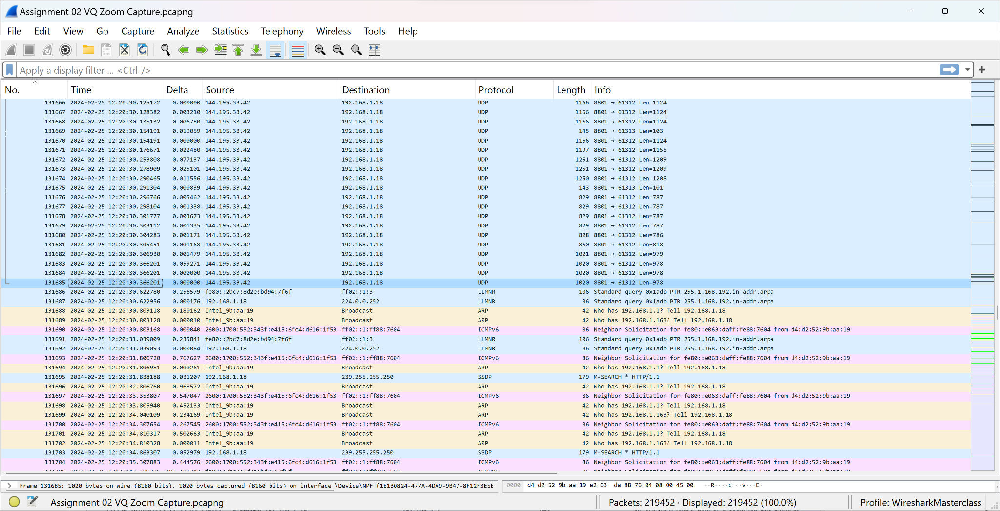 Assignment 02 VQ Zoom Capture.pcapng
File Edit View Go Capture Analyze Statistics Telephony Wireless Tools Help
Apply a display filter ... <Ctrl-/>
No. Time Delta Source Destination Protocol Length Info
131666 2024-02-25 12:20:30.125172 0.000000 144.195.33.42 192.168.1.18 UDP 1166 8801 → 61312 Len=1124
131667 2024-02-25 12:20:30.128382 0.003210 144.195.33.42 192.168.1.18 UDP 1166 8801 → 61312 Len=1124
131668 2024-02-25 12:20:30.135132 0.006750 144.195.33.42 192.168.1.18 UDP 1166 8801 → 61312 Len=1124
131669 2024-02-25 12:20:30.154191 0.019059 144.195.33.42 192.168.1.18 UDP 145 8801 → 61313 Len=103
131670 2024-02-25 12:20:30.154191 0.000000 144.195.33.42 192.168.1.18 UDP 1166 8801 → 61312 Len=1124
131671 2024-02-25 12:20:30.176671 0.022480 144.195.33.42 192.168.1.18 UDP 1197 8801 → 61312 Len=1155
131672 2024-02-25 12:20:30.253808 0.077137 144.195.33.42 192.168.1.18 UDP 1251 8801 → 61312 Len=1209
131673 2024-02-25 12:20:30.278909 0.025101 144.195.33.42 192.168.1.18 UDP 1251 8801 → 61312 Len=1209
131674 2024-02-25 12:20:30.290465 0.011556 144.195.33.42 192.168.1.18 UDP 1250 8801 → 61312 Len=1208
131675 2024-02-25 12:20:30.291304 0.000839 144.195.33.42 192.168.1.18 UDP 143 8801 → 61313 Len=101
131676 2024-02-25 12:20:30.296766 0.005462 144.195.33.42 192.168.1.18 UDP 829 8801 → 61312 Len=787
131677 2024-02-25 12:20:30.298104 0.001338 144.195.33.42 192.168.1.18 UDP 829 8801 → 61312 Len=787
131678 2024-02-25 12:20:30.301777 0.003673 144.195.33.42 192.168.1.18 UDP 829 8801 → 61312 Len=787
131679 2024-02-25 12:20:30.303112 0.001335 144.195.33.42 192.168.1.18 UDP 829 8801 → 61312 Len=787
131680 2024-02-25 12:20:30.304283 0.001171 144.195.33.42 192.168.1.18 UDP 828 8801 → 61312 Len=786
131681 2024-02-25 12:20:30.305451 0.001168 144.195.33.42 192.168.1.18 UDP 860 8801 → 61312 Len=818
131682 2024-02-25 12:20:30.306930 0.001479 144.195.33.42 192.168.1.18 UDP 1021 8801 → 61312 Len=979
131683 2024-02-25 12:20:30.366201 0.059271 144.195.33.42 192.168.1.18 UDP 1020 8801 → 61312 Len=978
131684 2024-02-25 12:20:30.366201 0.000000 144.195.33.42 192.168.1.18 UDP 1020 8801 → 61312 Len=978
131685 2024-02-25 12:20:30.366201 0.000000 144.195.33.42 192.168.1.18 UDP 1020 8801 → 61312 Len=978
131686 2024-02-25 12:20:30.622780 0.256579 fe80::2bc7:8d2e:bd94:7f6f ff02::1:3 LLMNR 106 Standard query 0x1adb PTR 255.1.168.192.in-addr.arpa
131687 2024-02-25 12:20:30.622956 0.000176 192.168.1.18 224.0.0.252 LLMNR 86 Standard query 0x1adb PTR 255.1.168.192.in-addr.arpa
131688 2024-02-25 12:20:30.803118 0.180162 Intel_9b:aa:19 Broadcast ARP 42 Who has 192.168.1.1? Tell 192.168.1.18
131689 2024-02-25 12:20:30.803128 0.000010 Intel_9b:aa:19 Broadcast ARP 42 Who has 192.168.1.163? Tell 192.168.1.18
131690 2024-02-25 12:20:30.803168 0.000040 2600:1700:552:343f:e415:6fc4:d616:1f53 ff02::1:ff88:7604 ICMPv6 86 Neighbor Solicitation for fe80::e063:daff:fe88:7604 from d4:d2:52:9b:aa:19
131691 2024-02-25 12:20:31.039009 0.235841 fe80::2bc7:8d2e:bd94:7f6f ff02::1:3 LLMNR 106 Standard query 0x1adb PTR 255.1.168.192.in-addr.arpa
131692 2024-02-25 12:20:31.039093 0.000084 192.168.1.18 224.0.0.252 LLMNR 86 Standard query 0x1adb PTR 255.1.168.192.in-addr.arpa
131693 2024-02-25 12:20:31.806720 0.767627 2600:1700:552:343f:e415:6fc4:d616:1f53 ff02::1:ff88:7604 ICMPv6 86 Neighbor Solicitation for fe80::e063:daff:fe88:7604 from d4:d2:52:9b:aa:19
131694 2024-02-25 12:20:31.806981 0.000261 Intel_9b:aa:19 Broadcast ARP 42 Who has 192.168.1.1? Tell 192.168.1.18
131695 2024-02-25 12:20:31.838188 0.031207 192.168.1.18 239.255.255.250 SSDP 179 M-SEARCH * HTTP/1.1
131696 2024-02-25 12:20:32.806760 0.968572 Intel_9b:aa:19 Broadcast ARP 42 Who has 192.168.1.1? Tell 192.168.1.18
131697 2024-02-25 12:20:33.353807 0.547047 2600:1700:552:343f:e415:6fc4:d616:1f53 ff02::1:ff88:7604 ICMPv6 86 Neighbor Solicitation for fe80::e063:daff:fe88:7604 from d4:d2:52:9b:aa:19
131698 2024-02-25 12:20:33.805940 0.452133 Intel_9b:aa:19 Broadcast ARP 42 Who has 192.168.1.1? Tell 192.168.1.18
131699 2024-02-25 12:20:34.040109 0.234169 Intel_9b:aa:19 Broadcast ARP 42 Who has 192.168.1.163? Tell 192.168.1.18
131700 2024-02-25 12:20:34.307654 0.267545 2600:1700:552:343f:e415:6fc4:d616:1f53 ff02::1:ff88:7604 ICMPv6 86 Neighbor Solicitation for fe80::e063:daff:fe88:7604 from d4:d2:52:9b:aa:19
131701 2024-02-25 12:20:34.810317 0.502663 Intel_9b:aa:19 Broadcast ARP 42 Who has 192.168.1.1? Tell 192.168.1.18
131702 2024-02-25 12:20:34.810328 0.000011 Intel_9b:aa:19 Broadcast ARP 42 Who has 192.168.1.163? Tell 192.168.1.18
131703 2024-02-25 12:20:34.863307 0.052979 192.168.1.18 239.255.255.250 SSDP 179 M-SEARCH * HTTP/1.1
131704 2024-02-25 12:20:35.307883 0.444576 2600:1700:552:343f:e415:6fc4:d616:1f53 ff02::1:ff88:7604 ICMPv6 86 Neighbor Solicitation for fe80::e063:daff:fe88:7604 from d4:d2:52:9b:aa:19
Frame 131685: 1020 bytes on wire (8160 bits), 1020 bytes captured (8160 bits) on interface \Device\NPF {1E130824-477A-4DA9-9B47-8F12F3E5E
0000 d4 d2 52 9b aa 19 e2 63 da 88 76 04 08 00 45 00 ··R····c ··v···E·
Assignment 02 VQ Zoom Capture.pcapng
Packets: 219452 · Displayed: 219452 (100.0%)
Profile: WiresharkMasterclass